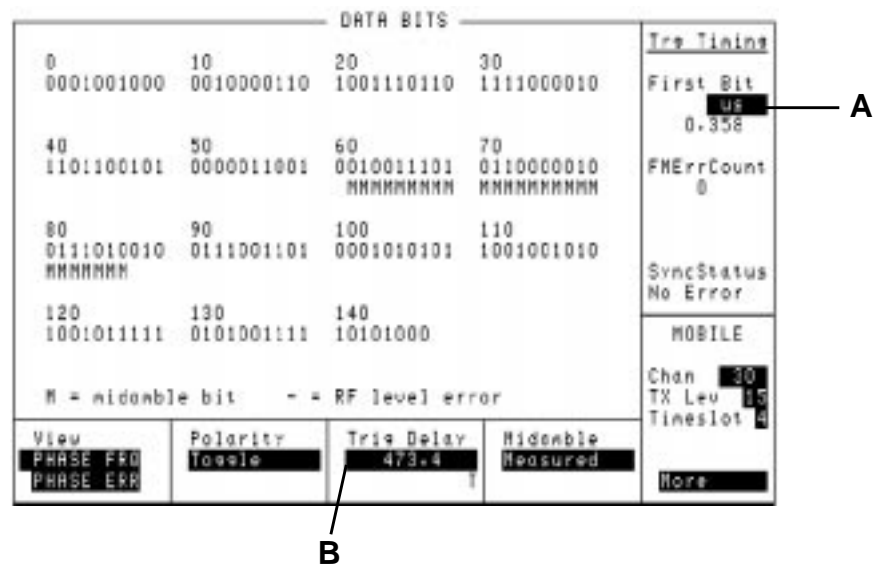 DATA BITS
0 10 20 30
0001001000 0010000110 1001110110 1111000010
40 50 60 70
1101100101 0000011001 0010011101 0110000010
MMMMMMMMM MMMMMMMMMM
80 90 100 110
0111010010 0111001101 0001010101 1001001010
MMMMMMM
120 130 140
1001011111 0101001111 10101000
M = midamble bit - = RF level error
Trg Timing
First Bit
us
0.358
FMErrCount
0
SyncStatus
No Error
MOBILE
Chan 30
TX Lev 15
Timeslot 4
More
View
PHASE FRQ
PHASE ERR
Polarity
Toggle
Trig Delay
473.4
T
Midamble
Measured
A
B